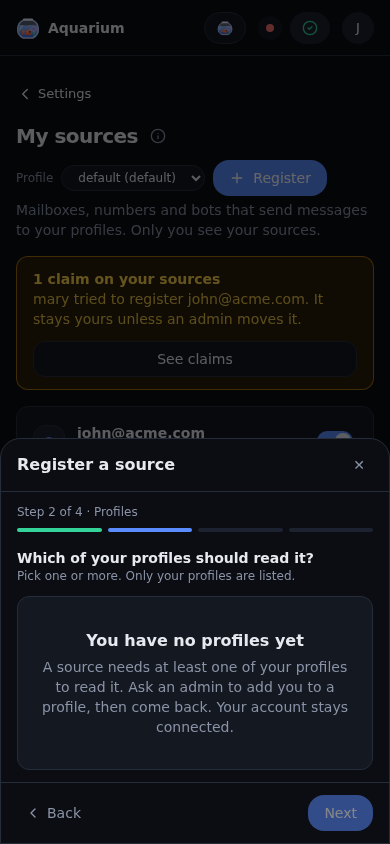 Aquarium
J
Settings
My sources
Profile default (default) Register
Mailboxes, numbers and bots that send messages
to your profiles. Only you see your sources.
1 claim on your sources
mary tried to register john@acme.com. It
stays yours unless an admin moves it.
See claims
john@acme.com
Register a source
Step 2 of 4 · Profiles
Which of your profiles should read it?
Pick one or more. Only your profiles are listed.
You have no profiles yet
A source needs at least one of your profiles
to read it. Ask an admin to add you to a
profile, then come back. Your account stays
connected.
Back
Next